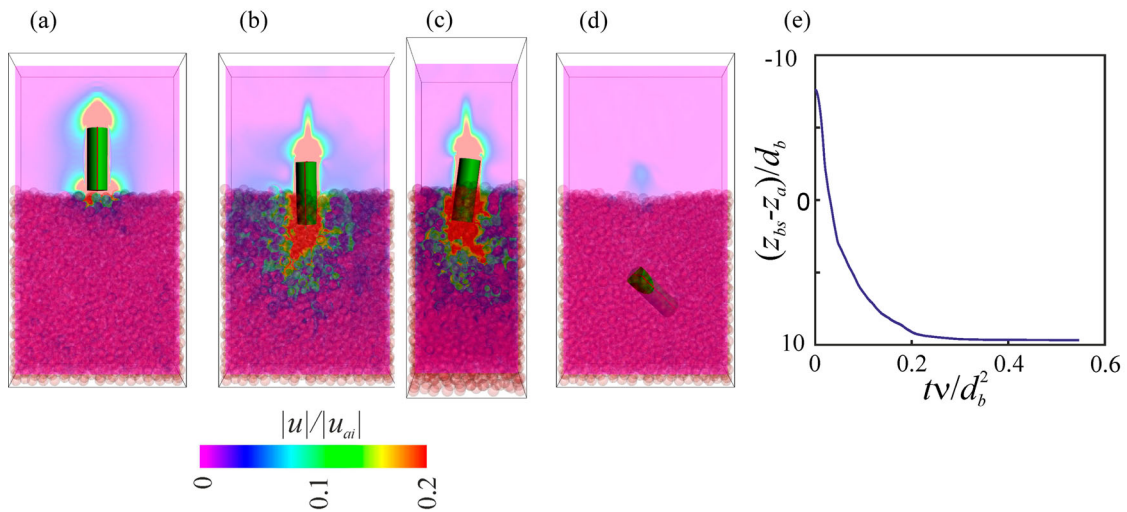 (a)
(b)
(c)
(d)
(e)
-10
0
10
(z_bs-z_a)/d_b
0
0.2
0.4
0.6
tν/d_b^2
|u|/|u_ai|
0
0.1
0.2